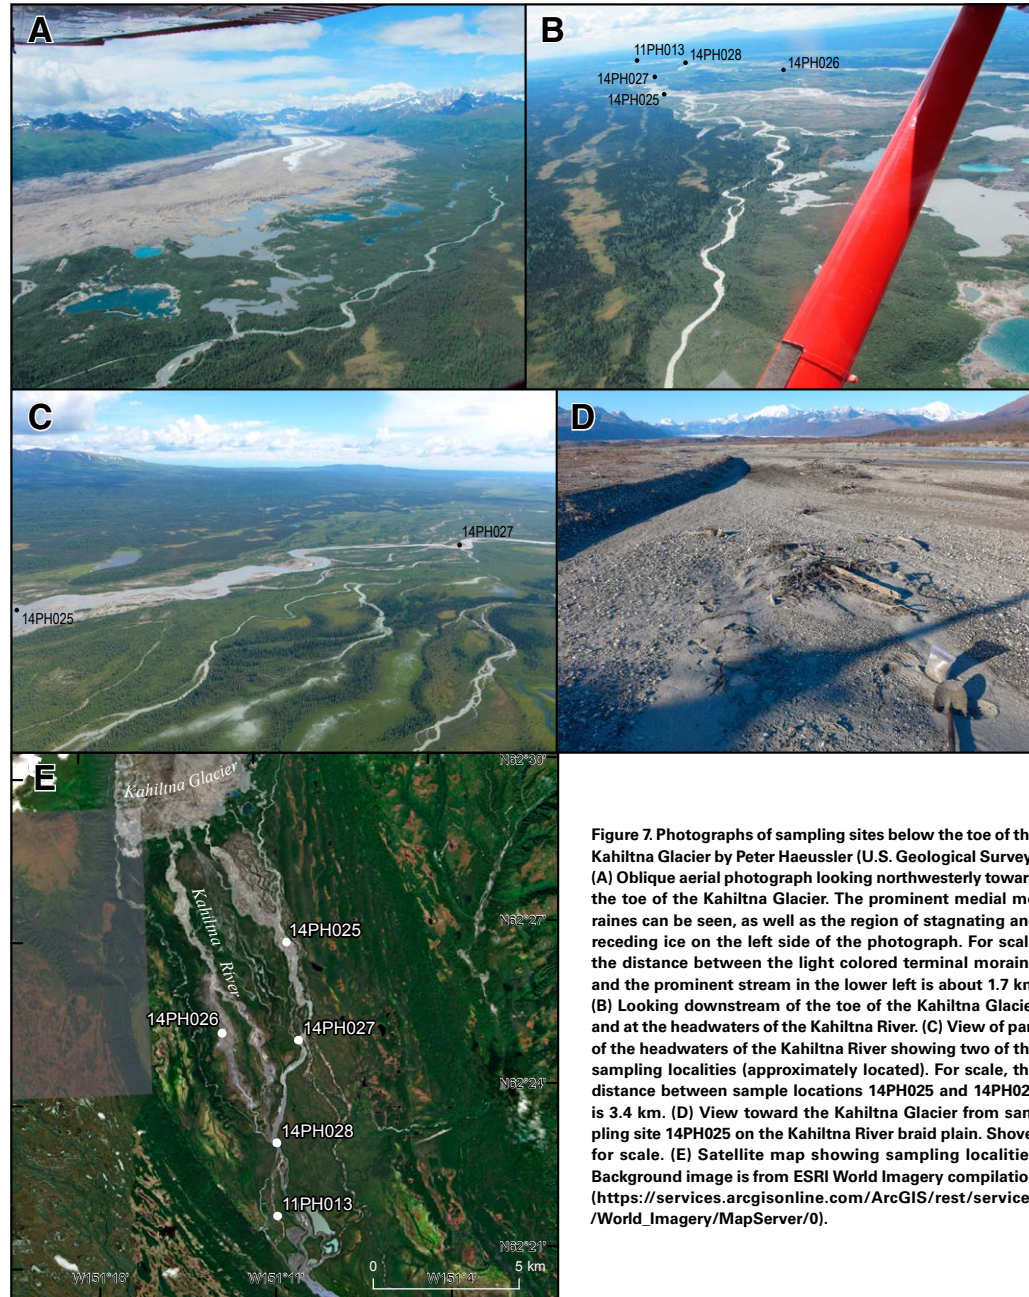 A
B
11PH013
14PH028
14PH026
14PH027
14PH025
C
14PH027
14PH025
D
E
Kahiltna Glacier
N62°30'
Kahiltna River
N62°27'
14PH025
14PH026
14PH027
N62°24'
14PH028
11PH013
N62°21'
W151°18'
W151°11'
W151°4'
0 5 km
Figure 7. Photographs of sampling sites below the toe of th
Kahiltna Glacier by Peter Haeussler (U.S. Geological Survey
(A) Oblique aerial photograph looking northwesterly towar
the toe of the Kahiltna Glacier. The prominent medial mo
raines can be seen, as well as the region of stagnating an
receding ice on the left side of the photograph. For scal
the distance between the light colored terminal morain
and the prominent stream in the lower left is about 1.7 km
(B) Looking downstream of the toe of the Kahiltna Glacie
and at the headwaters of the Kahiltna River. (C) View of par
of the headwaters of the Kahiltna River showing two of th
sampling localities (approximately located). For scale, th
distance between sample locations 14PH025 and 14PH02
is 3.4 km. (D) View toward the Kahiltna Glacier from sam
pling site 14PH025 on the Kahiltna River braid plain. Shove
for scale. (E) Satellite map showing sampling localitie
Background image is from ESRI World Imagery compilatio
(https://services.arcgisonline.com/ArcGIS/rest/service
/World_Imagery/MapServer/0).